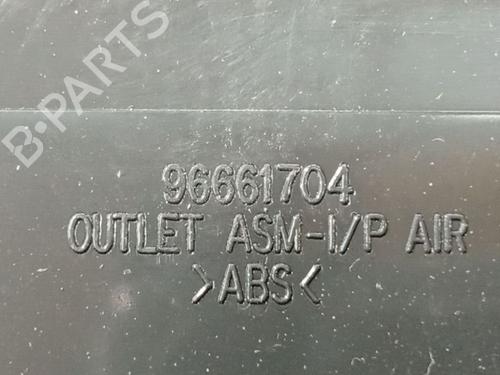 B-PARTS
96661704
OUTLET ASM-I/P AIR
>ABS<